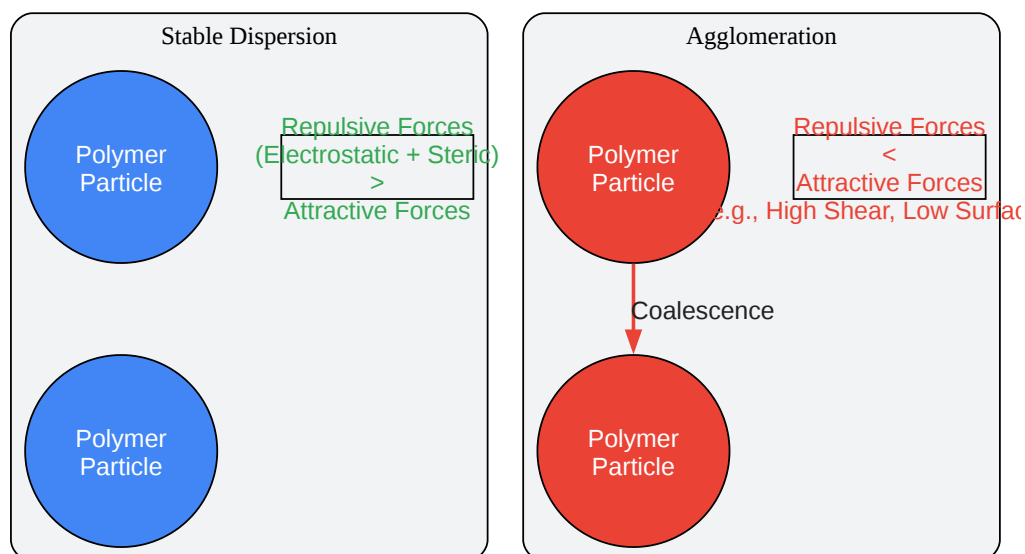 Stable Dispersion
Polymer
Particle
Repulsive Forces
(Electrostatic + Steric)
>
Attractive Forces
Polymer
Particle
Agglomeration
Polymer
Particle
Repulsive Forces
<
Attractive Forces
e.g., High Shear, Low
Coalescence
Polymer
Particle